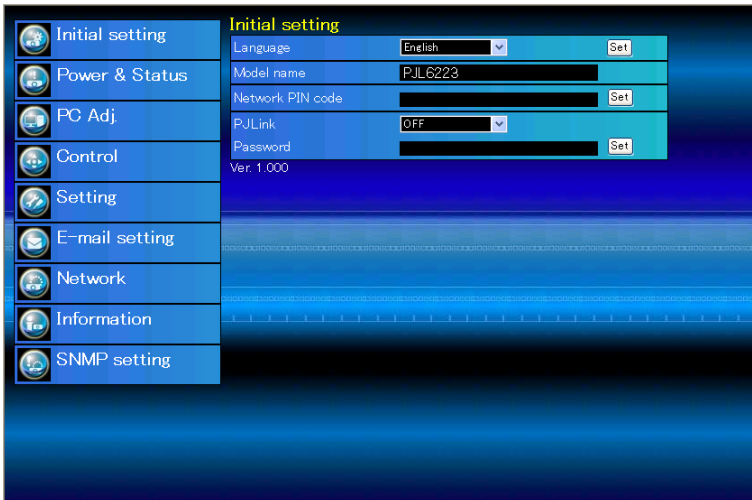 Initial setting
Power & Status
PC Adj.
Control
Setting
E-mail setting
Network
Information
SNMP setting
Initial setting
Language English Set
Model name PJL6223
Network PIN code Set
PJLink OFF
Password Set
Ver. 1.000